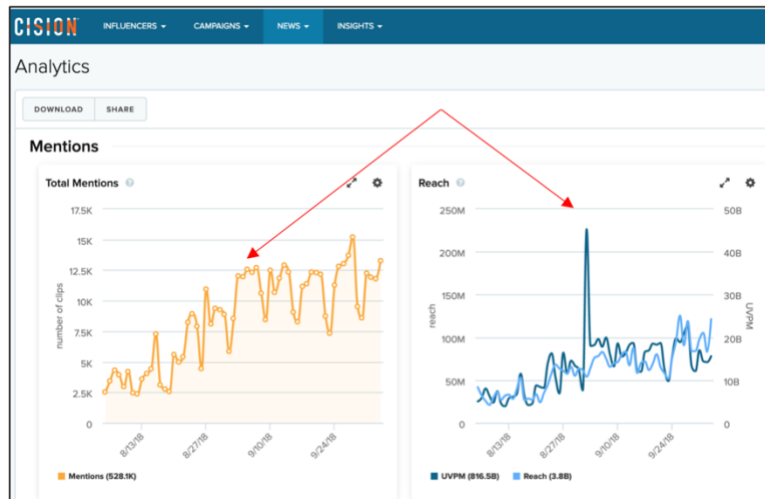 CISION
INFLUENCERS
CAMPAIGNS
NEWS
INSIGHTS
Analytics
DOWNLOAD
SHARE
Mentions
Total Mentions
17.5K
15K
12.5K
10K
7.5K
5K
2.5K
0
number of clips
8/13/18
8/27/18
9/10/18
9/24/18
Mentions (528.1K)
Reach
250M
200M
150M
100M
50M
0
reach
50B
40B
30B
20B
10B
0
UVPM
8/13/18
8/27/18
9/10/18
9/24/18
UVPM (816.5B)
Reach (3.8B)